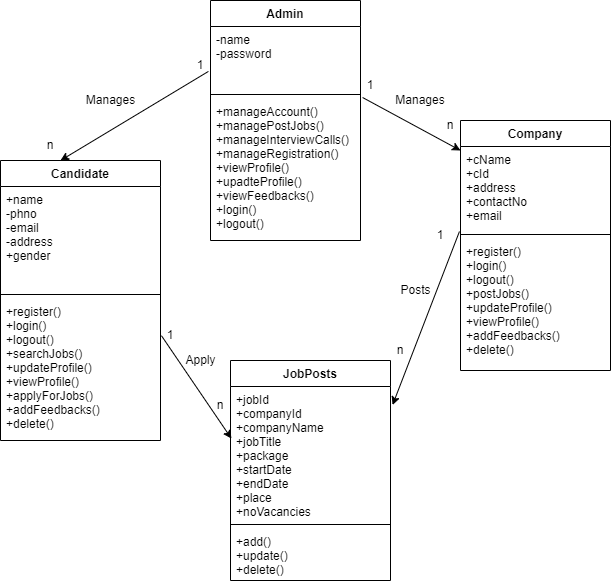 Admin
-name
-password
+manageAccount()
+managePostJobs()
+manageInterviewCalls()
+manageRegistration()
+viewProfile()
+upadteProfile()
+viewFeedbacks()
+login()
+logout()
1
Manages
n
1
Manages
n
Candidate
+name
-phno
-email
-address
+gender
+register()
+login()
+logout()
+searchJobs()
+updateProfile()
+viewProfile()
+applyForJobs()
+addFeedbacks()
+delete()
Company
+cName
+cId
+address
+contactNo
+email
+register()
+login()
+logout()
+postJobs()
+updateProfile()
+viewProfile()
+addFeedbacks()
+delete()
1
Apply
n
1
Posts
n
JobPosts
+jobId
+companyId
+companyName
+jobTitle
+package
+startDate
+endDate
+place
+noVacancies
+add()
+update()
+delete()